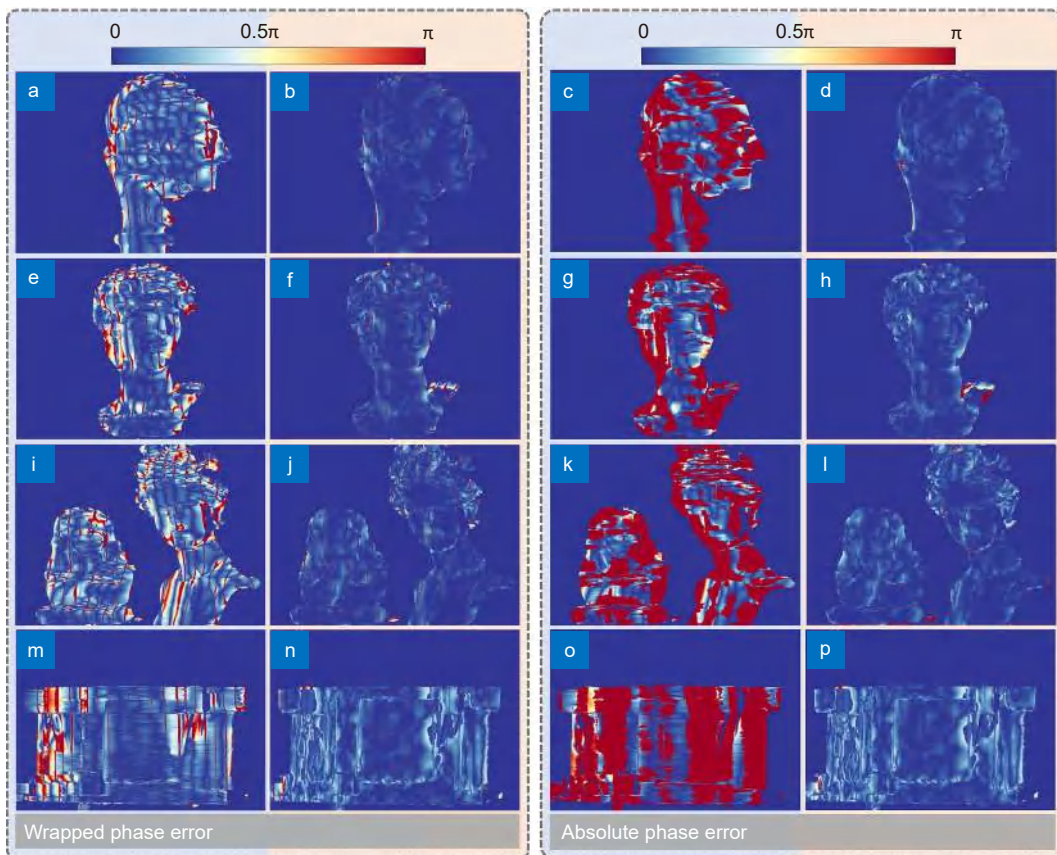 0 0.5π π
0 0.5π π
a b c d
e f g h
i j k l
m n o p
Wrapped phase error
Absolute phase error